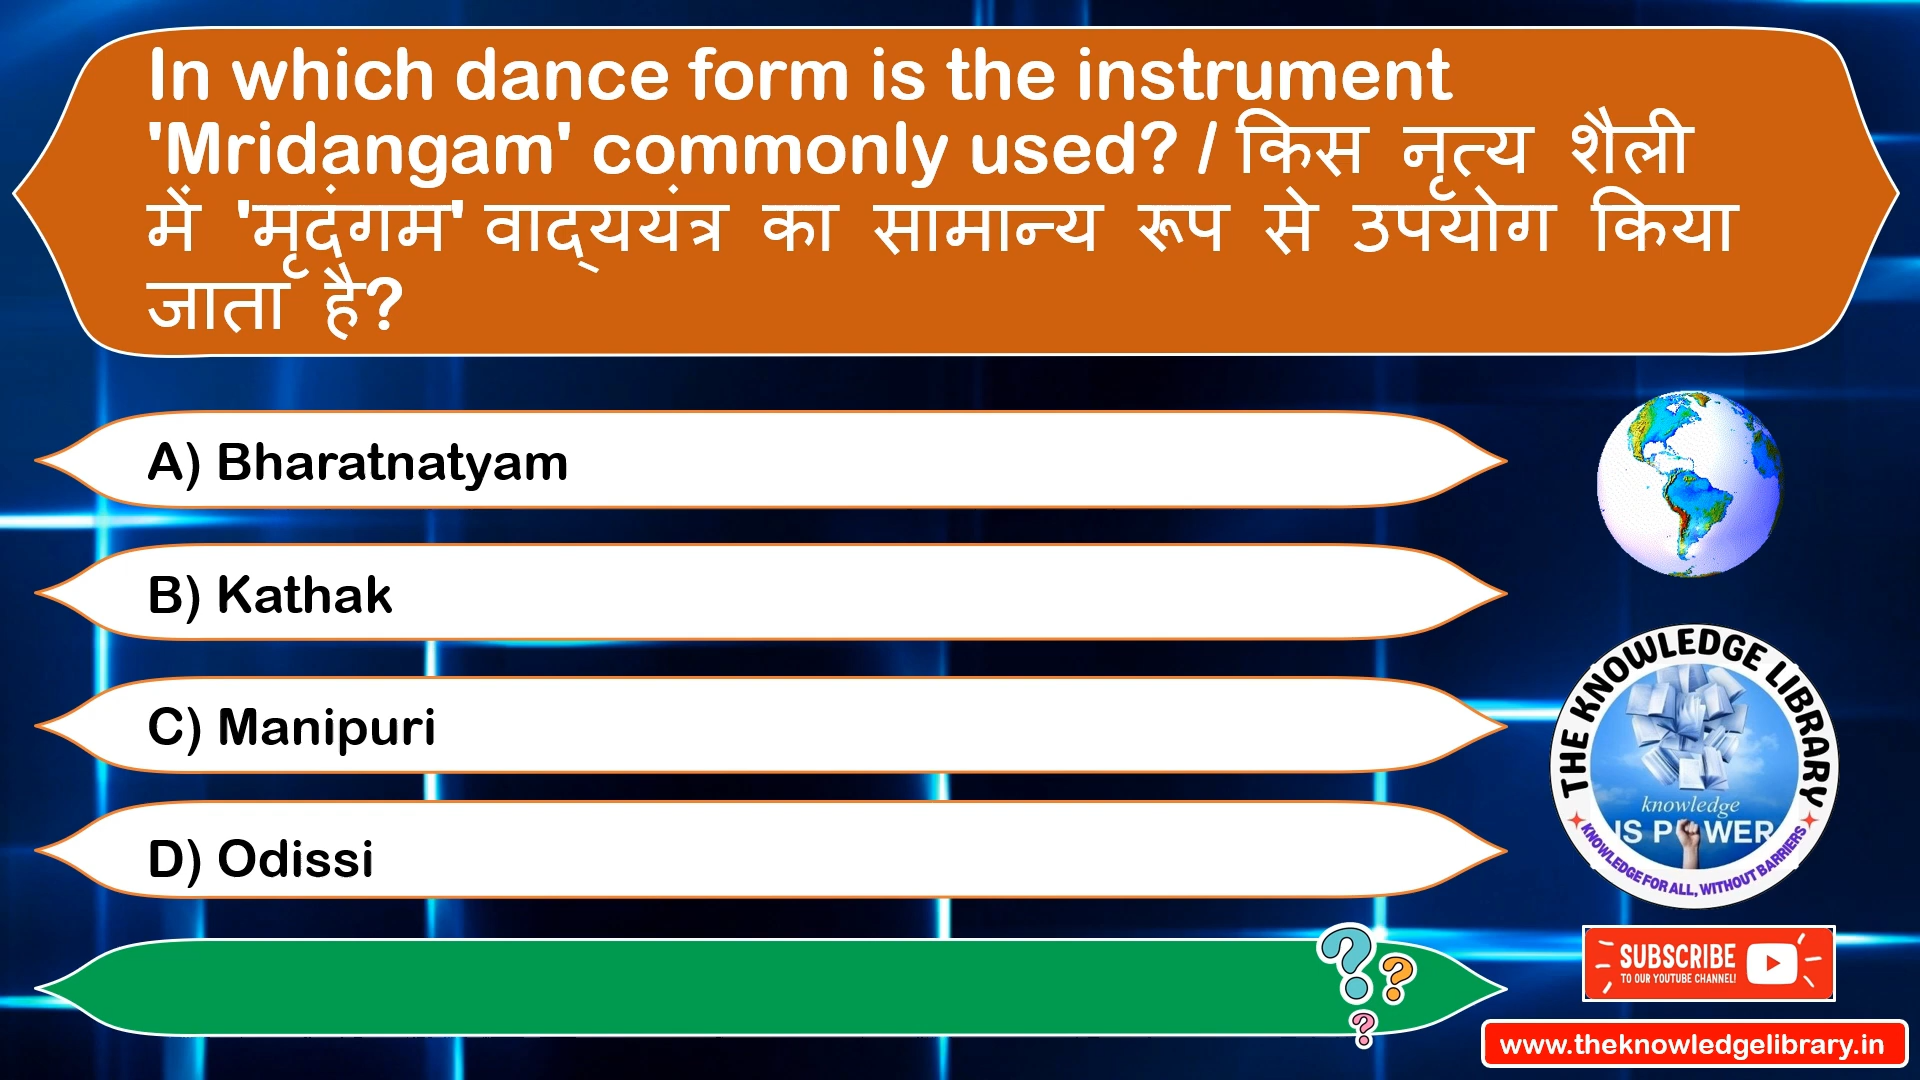 In which dance form is the instrument
'Mridangam' commonly used? / किस नृत्य शैली
में 'मृदंगम' वाद्ययंत्र का सामान्य रूप से उपयोग किया
जाता है?
A) Bharatnatyam
B) Kathak
C) Manipuri
D) Odissi
THE KNOWLEDGE LIBRARY
knowledge
IS POWER
KNOWLEDGE FOR ALL, WITHOUT BARRIERS
SUBSCRIBE
TO OUR YOUTUBE CHANNEL!
www.theknowledgelibrary.in